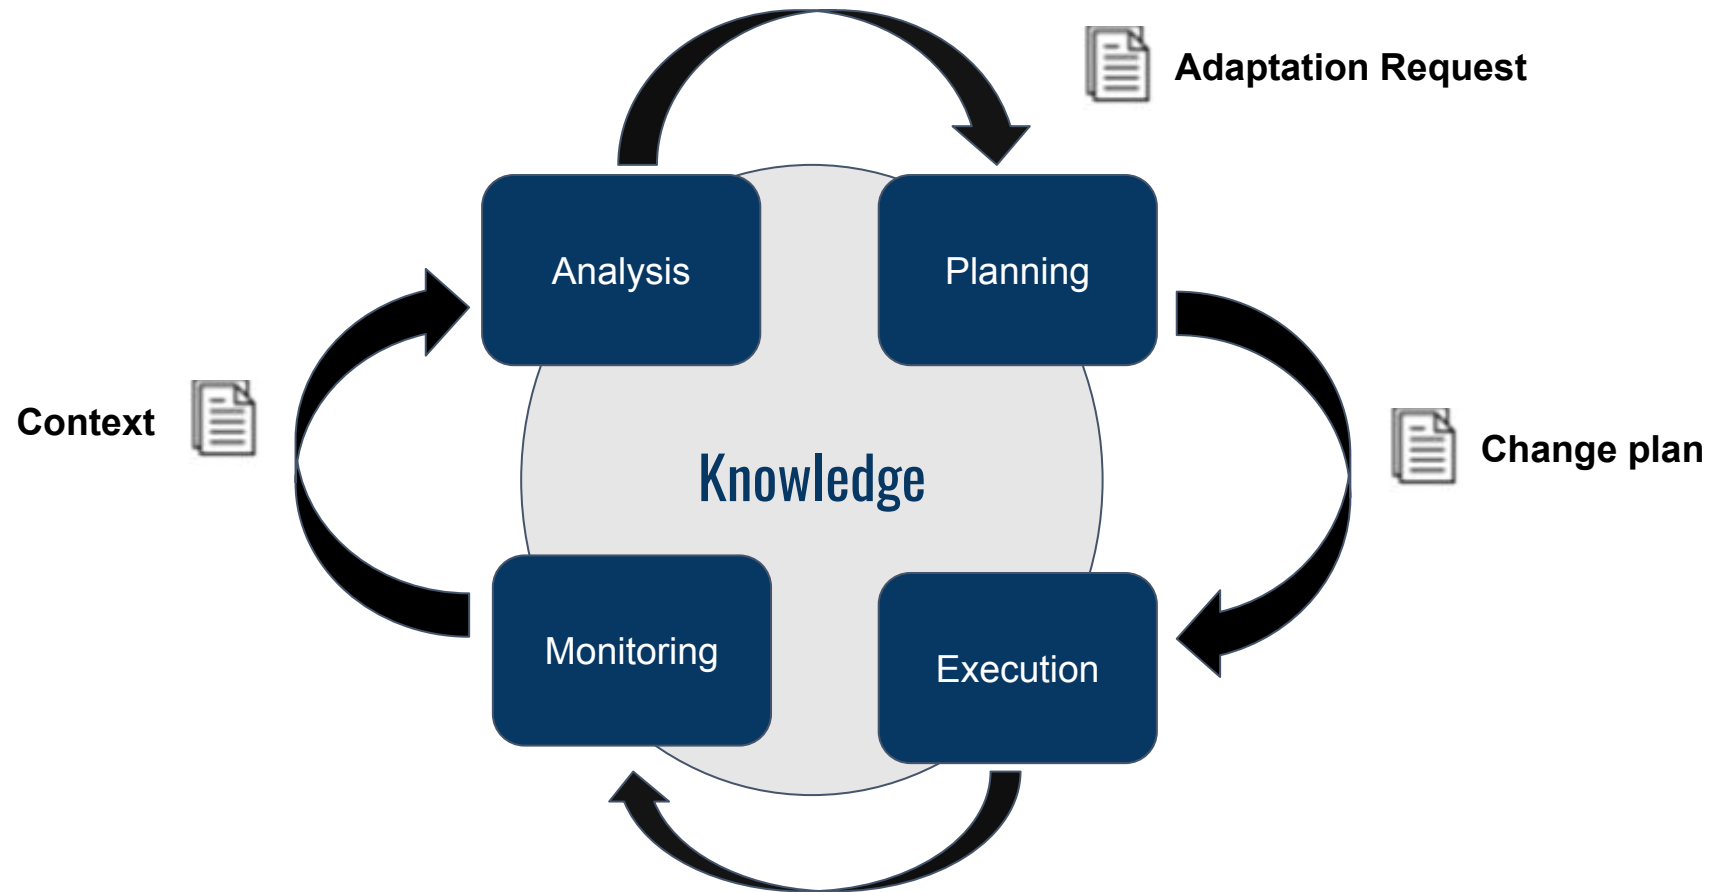 Adaptation Request
Analysis
Planning
Context
Change plan
Knowledge
Monitoring
Execution